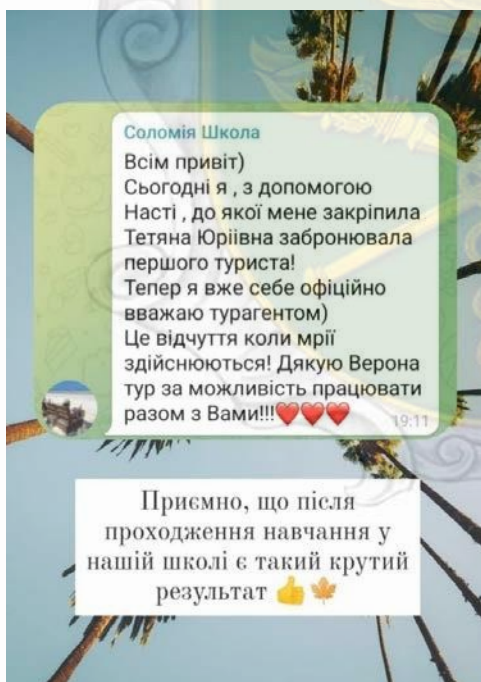 Соломія Школа
Всім привіт)
Сьогодні я , з допомогою
Насті , до якої мене закріпила
Тетяна Юріївна забронювала
першого туриста!
Тепер я вже себе офіційно
вважаю турагентом)
Це відчуття коли мрії
здійснюються! Дякую Верона
тур за можливість працювати
разом з Вами!!!❤️❤️❤️
19:11
Приємно, що після
проходження навчання у
нашій школі є такий крутий
результат 👍🍁